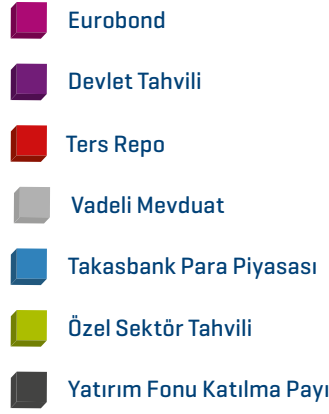 Eurobond
Devlet Tahvili
Ters Repo
Vadeli Mevduat
Takasbank Para Piyasası
Özel Sektör Tahvili
Yatırım Fonu Katılma Payı